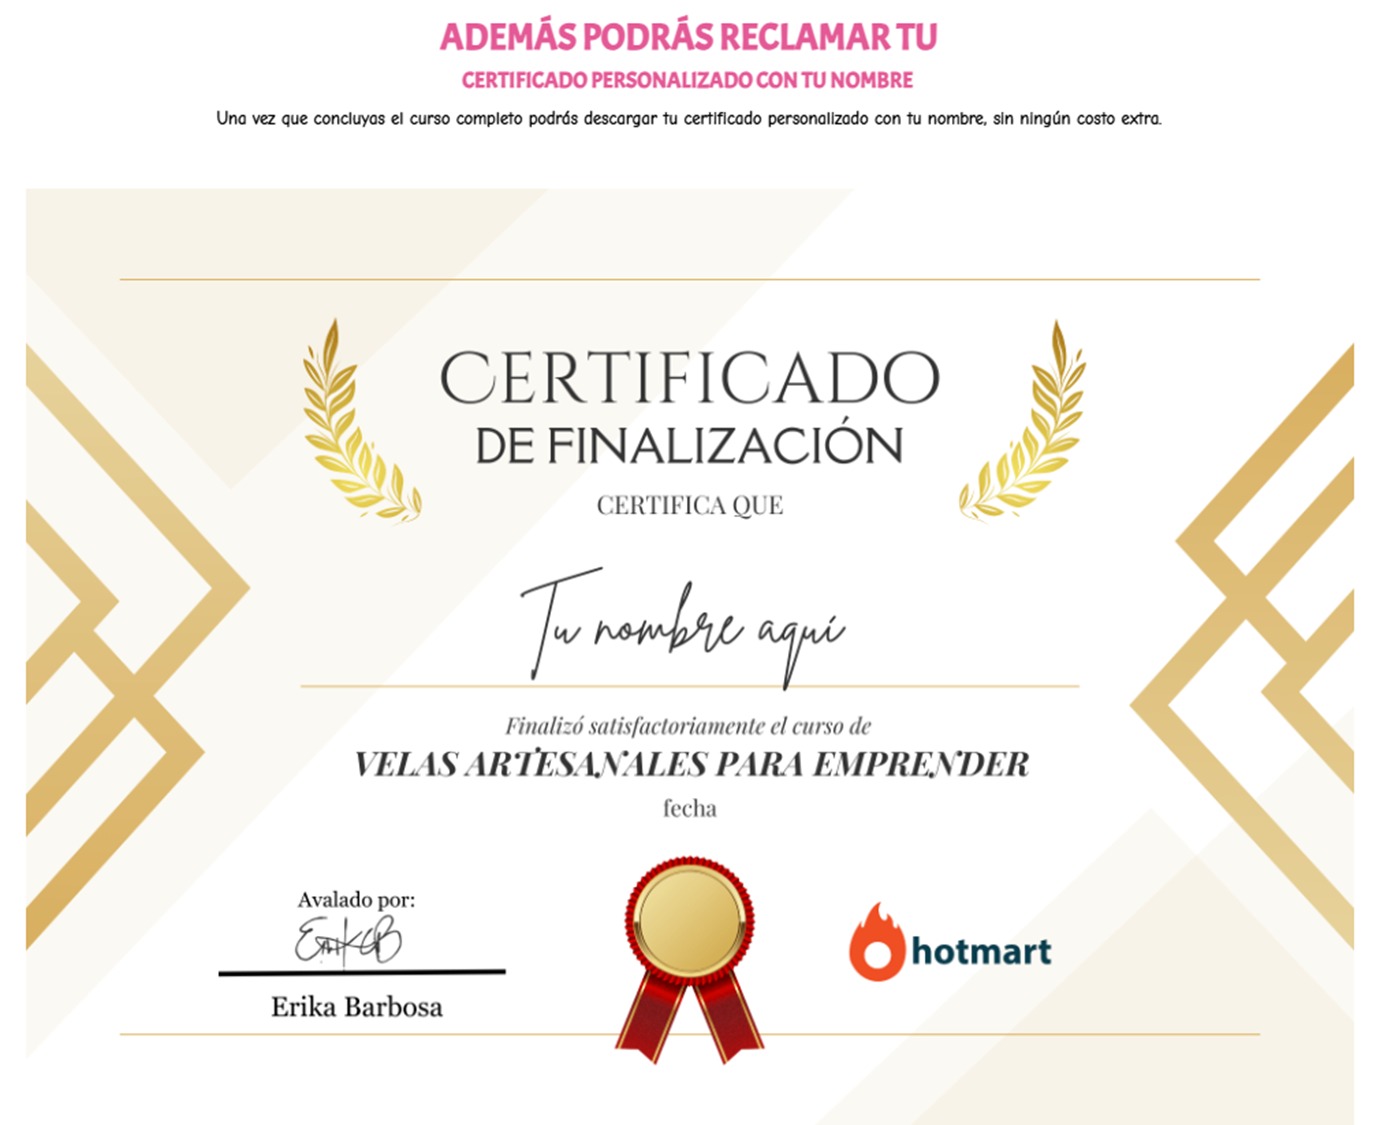 ADEMÁS PODRÁS RECLAMAR TU
CERTIFICADO PERSONALIZADO CON TU NOMBRE
Una vez que concluyas el curso completo podrás descargar tu certificado personalizado con tu nombre, sin ningún costo extra.
CERTIFICADO
DE FINALIZACIÓN
CERTIFICA QUE
Tu nombre aquí
Finalizó satisfactoriamente el curso de
VELAS ARTESANALES PARA EMPRENDER
fecha
Avalado por:
Erika Barbosa
hotmart